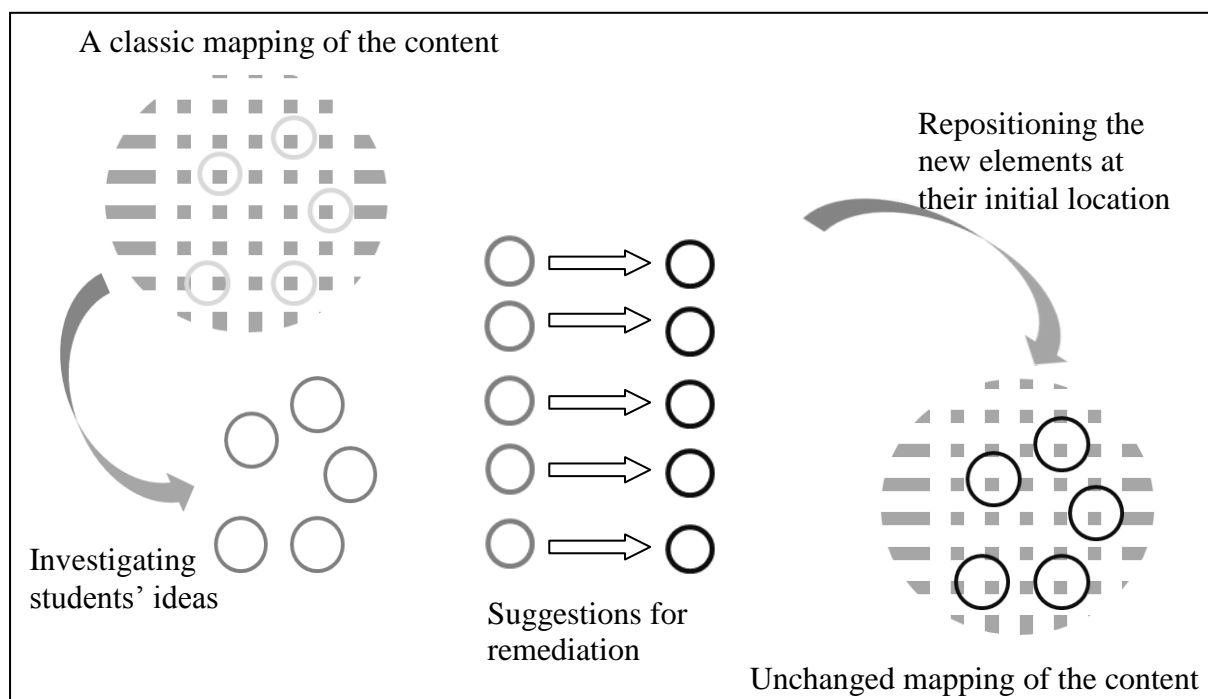 A classic mapping of the content
Repositioning the
new elements at
their initial location
Investigating
students’ ideas
Suggestions for
remediation
Unchanged mapping of the content